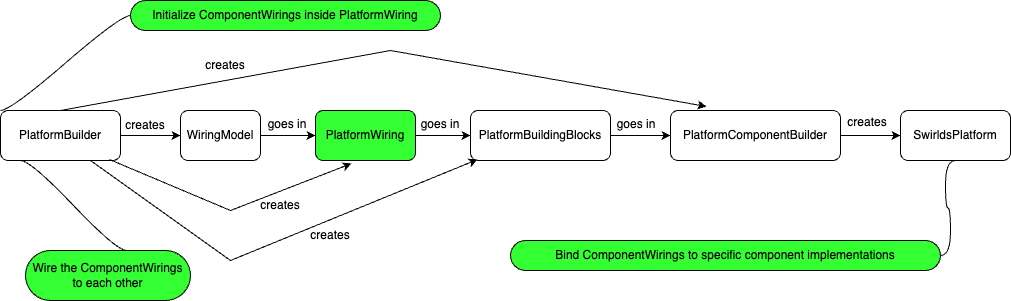 Initialize ComponentWirings inside PlatformWiring
creates
PlatformBuilder
creates
WiringModel
goes in
PlatformWiring
goes in
PlatformBuildingBlocks
goes in
PlatformComponentBuilder
creates
SwirldsPlatform
creates
creates
Wire the ComponentWirings
to each other
Bind ComponentWirings to specific component implementations